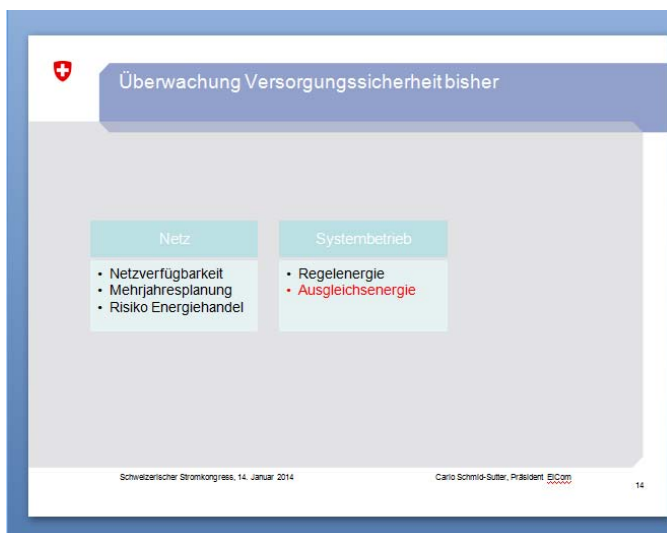 Überwachung Versorgungssicherheit bisher
Netz
• Netzverfügbarkeit
• Mehrjahresplanung
• Risiko Energiehandel
Systembetrieb
• Regelenergie
• Ausgleichsenergie
Schweizerischer Stromkongress, 14. Januar 2014
Carlo Schmid-Sutter, Präsident ElCom
14